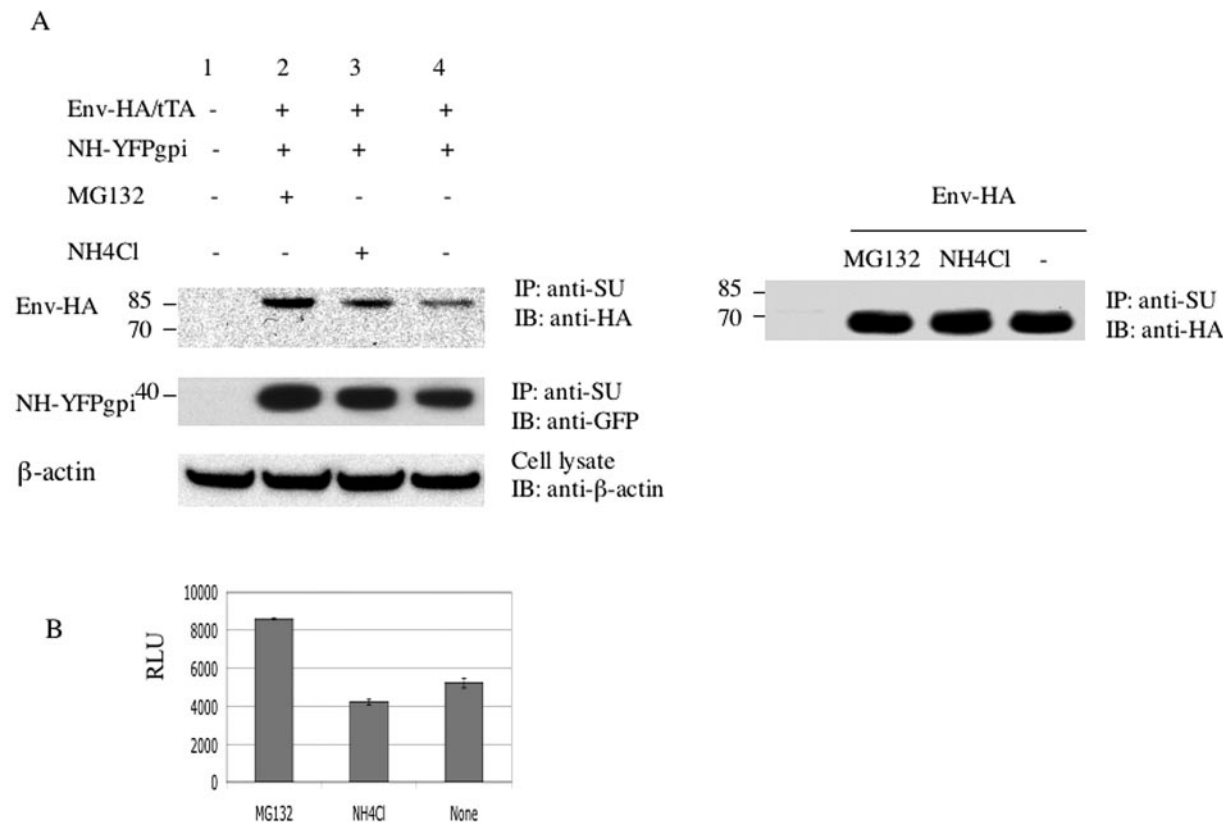 A
1 2 3 4
Env-HA/tTA - + + +
NH-YFPgpi - + + +
MG132 - + - -
NH4Cl - - + -
Env-HA
85
70
IP: anti-SU
IB: anti-HA
NH-YFPgpi
40
IP: anti-SU
IB: anti-GFP
β-actin
Cell lysate
IB: anti-β-actin
Env-HA
MG132 NH4Cl -
85
70
IP: anti-SU
IB: anti-HA
B
RLU
10000
8000
6000
4000
2000
0
MG132 NH4Cl None